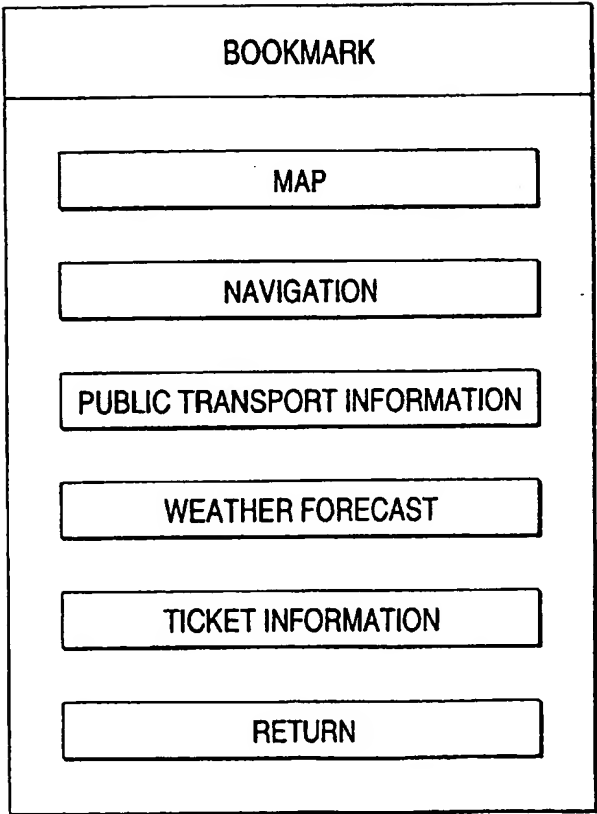 BOOKMARK
MAP
NAVIGATION
PUBLIC TRANSPORT INFORMATION
WEATHER FORECAST
TICKET INFORMATION
RETURN